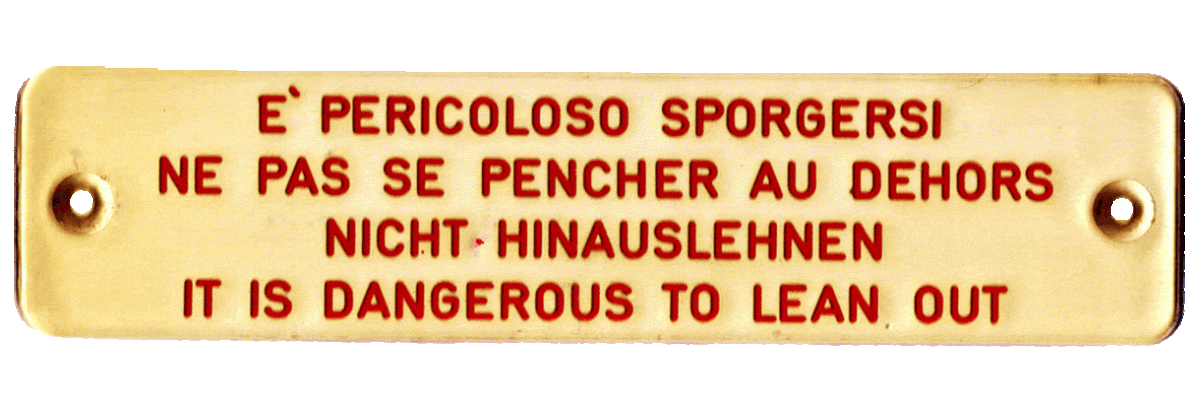 E` PERICOLOSO SPORGERSI
NE PAS SE PENCHER AU DEHORS
NICHT HINAUSLEHNEN
IT IS DANGEROUS TO LEAN OUT